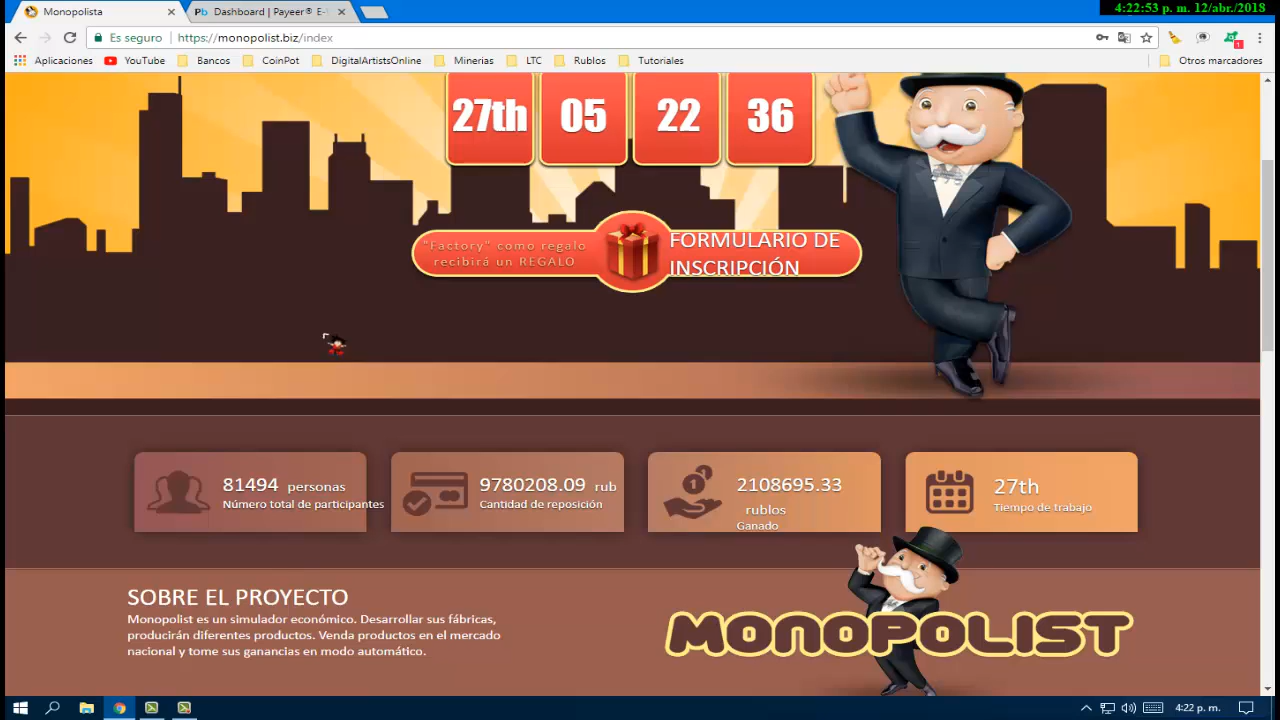 4:22:53 p. m. 12/abr./2018
Monopolista
Pb Dashboard | Payeer® E-
Es seguro
https://monopolist.biz/index
1
Aplicaciones
YouTube
Bancos
CoinPot
DigitalArtistsOnline
Minerias
LTC
Rublos
Tutoriales
Otros marcadores
27th 05 22 36
"Factory" como regalo
recibirá un REGALO
FORMULARIO DE
INSCRIPCIÓN
81494 personas
Número total de participantes
9780208.09 rub
Cantidad de reposición
1
2108695.33
rublos
Ganado
27th
Tiempo de trabajo
SOBRE EL PROYECTO
Monopolist es un simulador económico. Desarrollar sus fábricas,
producirán diferentes productos. Venda productos en el mercado
nacional y tome sus ganancias en modo automático.
MONOPOLIST
4:22 p. m.